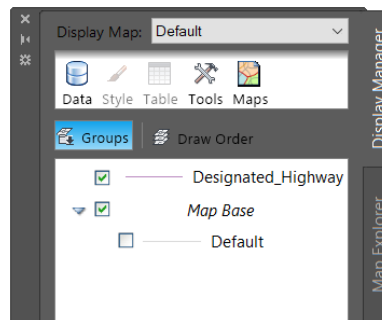 Display Map: Default
Data Style Table Tools Maps
Groups Draw Order
Designated_Highway
Map Base
Default
Display Manager
Map Explorer